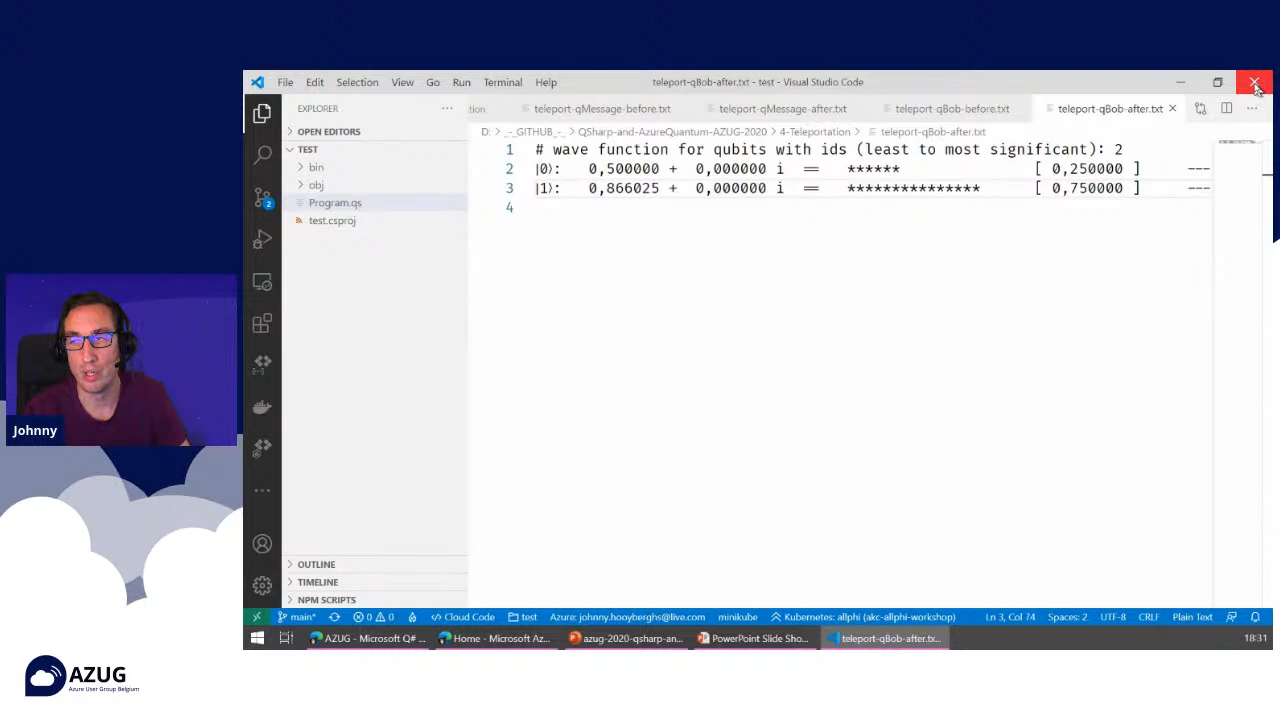 File Edit Selection View Go Run Terminal Help
teleport-qBob-after.txt - test - Visual Studio Code
EXPLORER
tion
teleport-qMessage-before.txt
teleport-qMessage-after.txt
teleport-qBob-before.txt
teleport-qBob-after.txt
OPEN EDITORS
TEST
bin
obj
Program.qs
test.csproj
OUTLINE
TIMELINE
NPM SCRIPTS
2
D: > _-_GITHUB_-_ > QSharp-and-AzureQuantum-AZUG-2020 > 4-Teleportation > teleport-qBob-after.txt
1 # wave function for qubits with ids (least to most significant): 2
2 |0⟩: 0,500000 + 0,000000 i == ****** [ 0,250000 ] ---
3 |1⟩: 0,866025 + 0,000000 i == *************** [ 0,750000 ] ---
4
Johnny
main* 0 0 Cloud Code test Azure: johnny.hooyberghs@live.com minikube Kubernetes: allphi (akc-allphi-workshop) Ln 3, Col 74 Spaces: 2 UTF-8 CRLF Plain Text
AZUG - Microsoft Q# ... Home - Microsoft Az... azug-2020-qsharp-an... PowerPoint Slide Sho... teleport-qBob-after.tx... 18:31
AZUG
Azure User Group Belgium